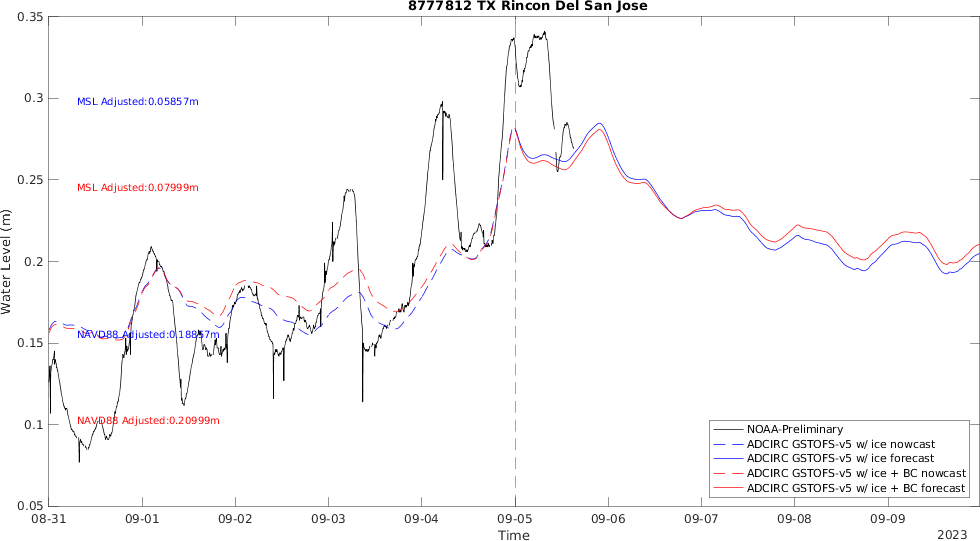 8777812 TX Rincon Del San Jose
0.35
0.3
0.25
0.2
0.15
0.1
0.05
Water Level (m)
MSL Adjusted:0.05857m
MSL Adjusted:0.07999m
NAVD88 Adjusted:0.18857m
NAVD88 Adjusted:0.20999m
NOAA-Preliminary
ADCIRC GSTOFS-v5 w/ ice nowcast
ADCIRC GSTOFS-v5 w/ ice forecast
ADCIRC GSTOFS-v5 w/ ice + BC nowcast
ADCIRC GSTOFS-v5 w/ ice + BC forecast
08-31 09-01 09-02 09-03 09-04 09-05 09-06 09-07 09-08 09-09
Time
2023